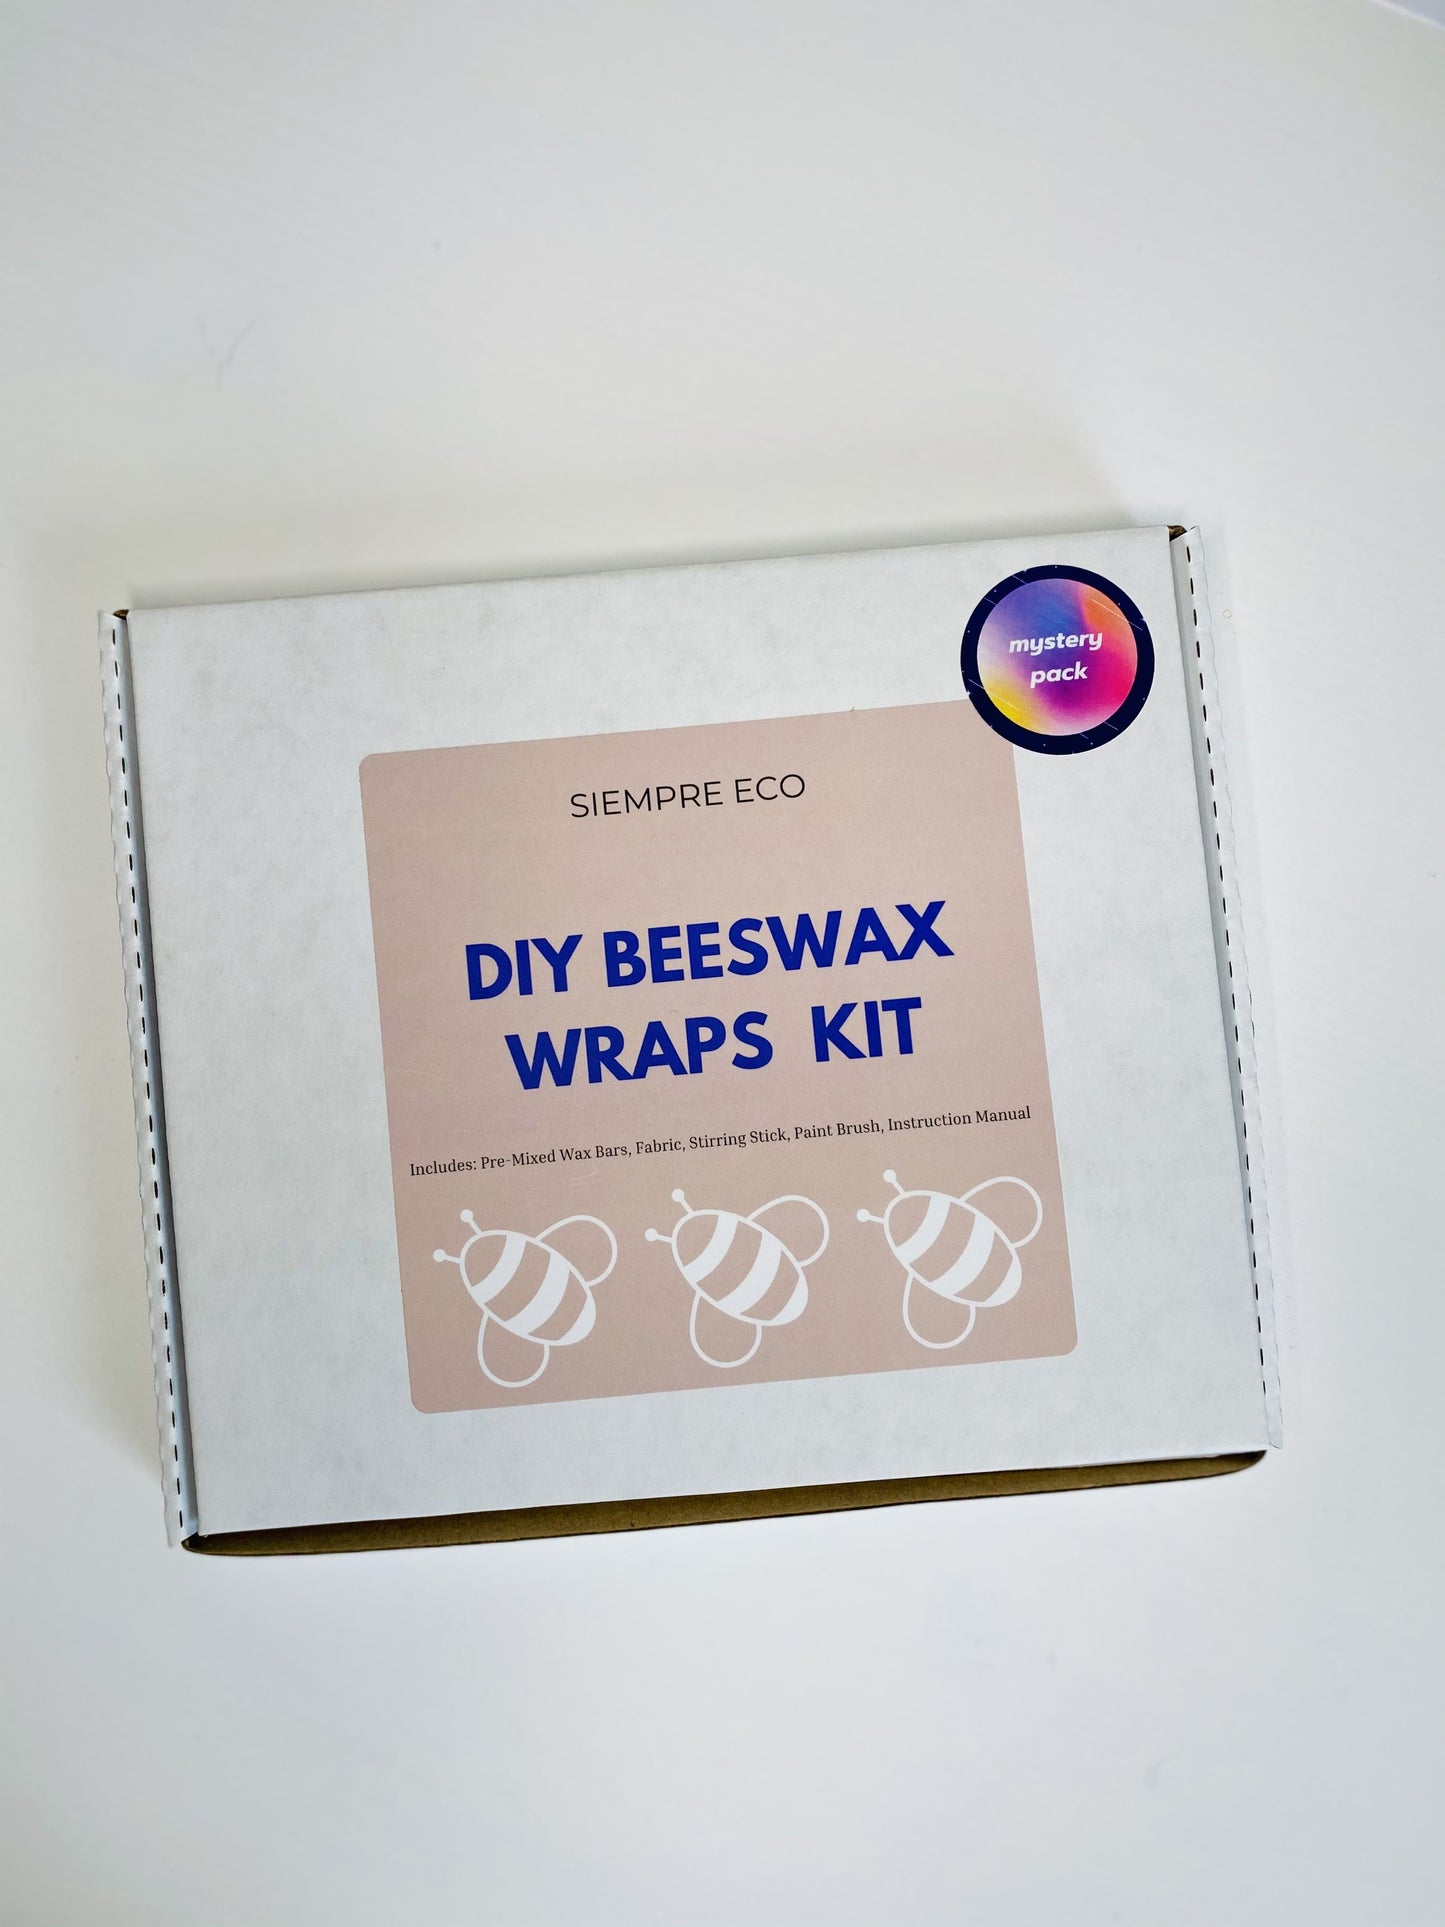 mystery
pack
SIEMPRE ECO
DIY BEESWAX
WRAPS KIT
Includes: Pre-Mixed Wax Bars, Fabric, Stirring Stick, Paint Brush, Instruction Manual